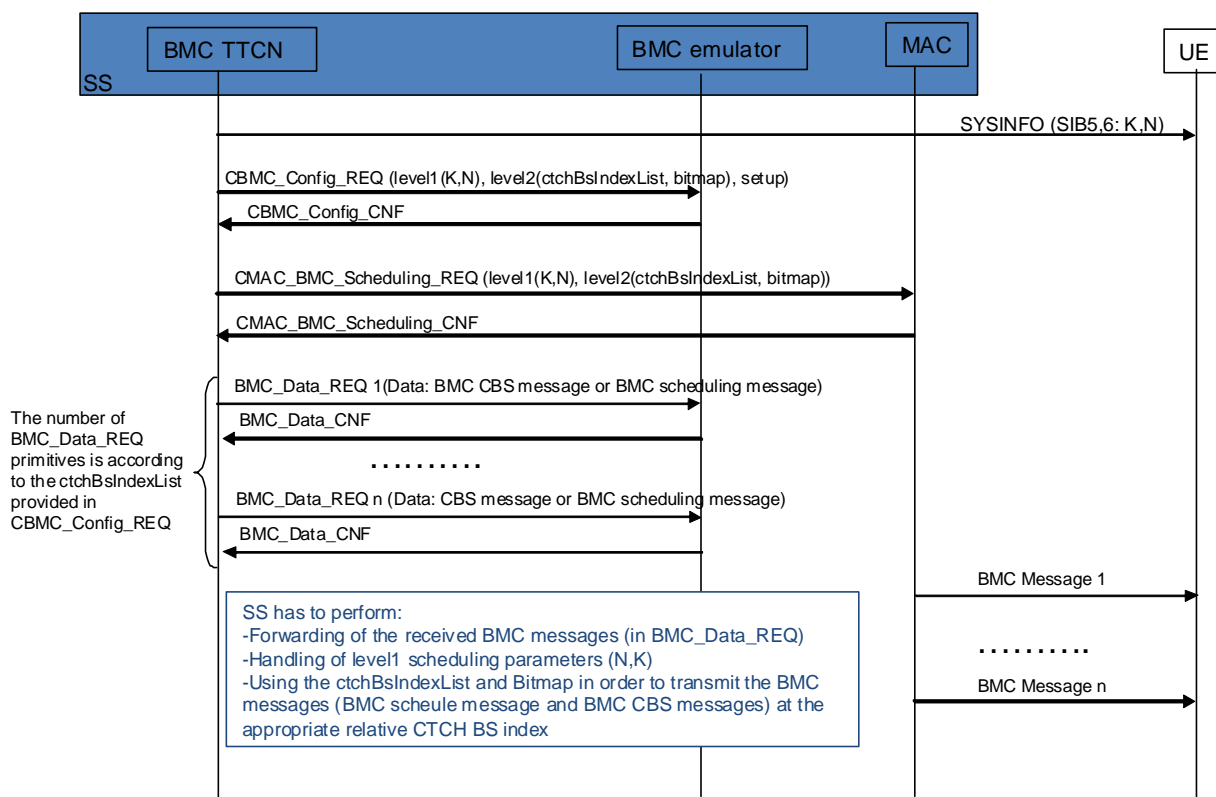 BMC TTCN
BMC emulator
MAC
UE
SS
SYSINFO (SIB5,6: K,N)
CBMC_Config_REQ (level1(K,N), level2(ctchBsIndexList, bitmap), setup)
CBMC_Config_CNF
CMAC_BMC_Scheduling_REQ (level1(K,N), level2(ctchBsIndexList, bitmap))
CMAC_BMC_Scheduling_CNF
BMC_Data_REQ 1(Data: BMC CBS message or BMC scheduling message)
BMC_Data_CNF
..........
The number of
BMC_Data_REQ
primitives is according
to the ctchBsIndexList
provided in
CBMC_Config_REQ
BMC_Data_REQ n (Data: CBS message or BMC scheduling message)
BMC_Data_CNF
BMC Message 1
..........
BMC Message n
SS has to perform:
-Forwarding of the received BMC messages (in BMC_Data_REQ)
-Handling of level1 scheduling parameters (N,K)
-Using the ctchBsIndexList and Bitmap in order to transmit the BMC
messages (BMC scheule message and BMC CBS messages) at the
appropriate relative CTCH BS index